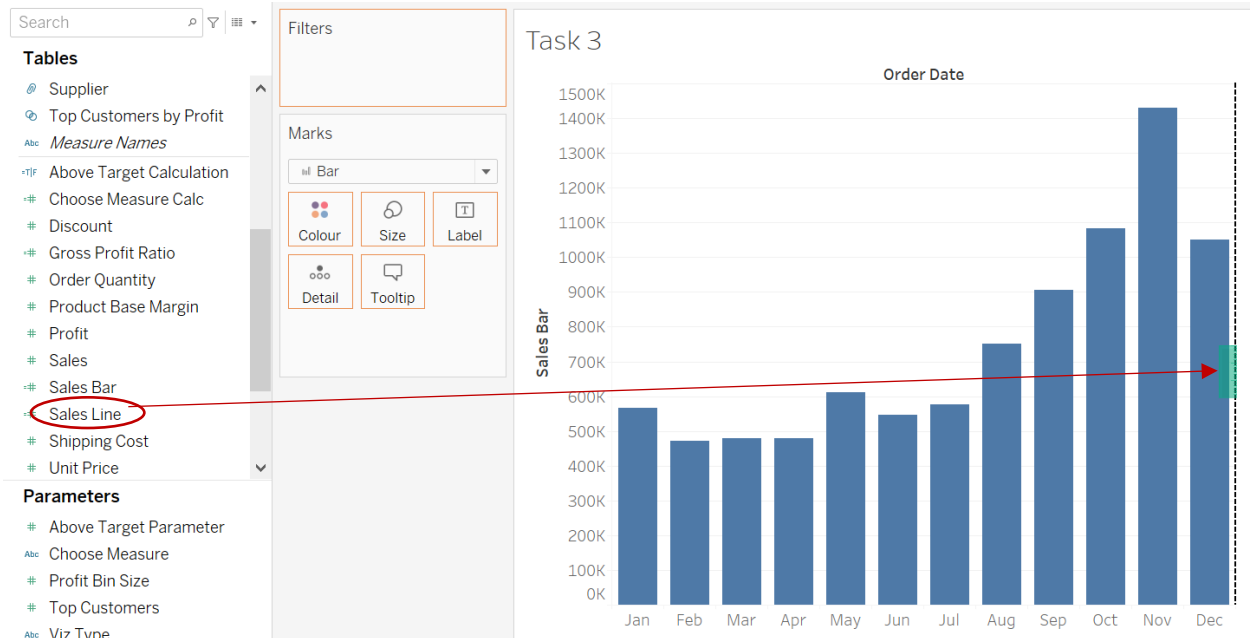 Search
Tables
Supplier
Top Customers by Profit
Abc Measure Names
=T|F Above Target Calculation
=# Choose Measure Calc
# Discount
=# Gross Profit Ratio
# Order Quantity
# Product Base Margin
# Profit
# Sales
=# Sales Bar
=# Sales Line
# Shipping Cost
# Unit Price
Parameters
# Above Target Parameter
Abc Choose Measure
# Profit Bin Size
# Top Customers
Abc Viz Type
Filters
Marks
Bar
Colour
Size
T
Label
Detail
Tooltip
Task 3
Order Date
Sales Bar
1500K
1400K
1300K
1200K
1100K
1000K
900K
800K
700K
600K
500K
400K
300K
200K
100K
0K
Jan Feb Mar Apr May Jun Jul Aug Sep Oct Nov Dec